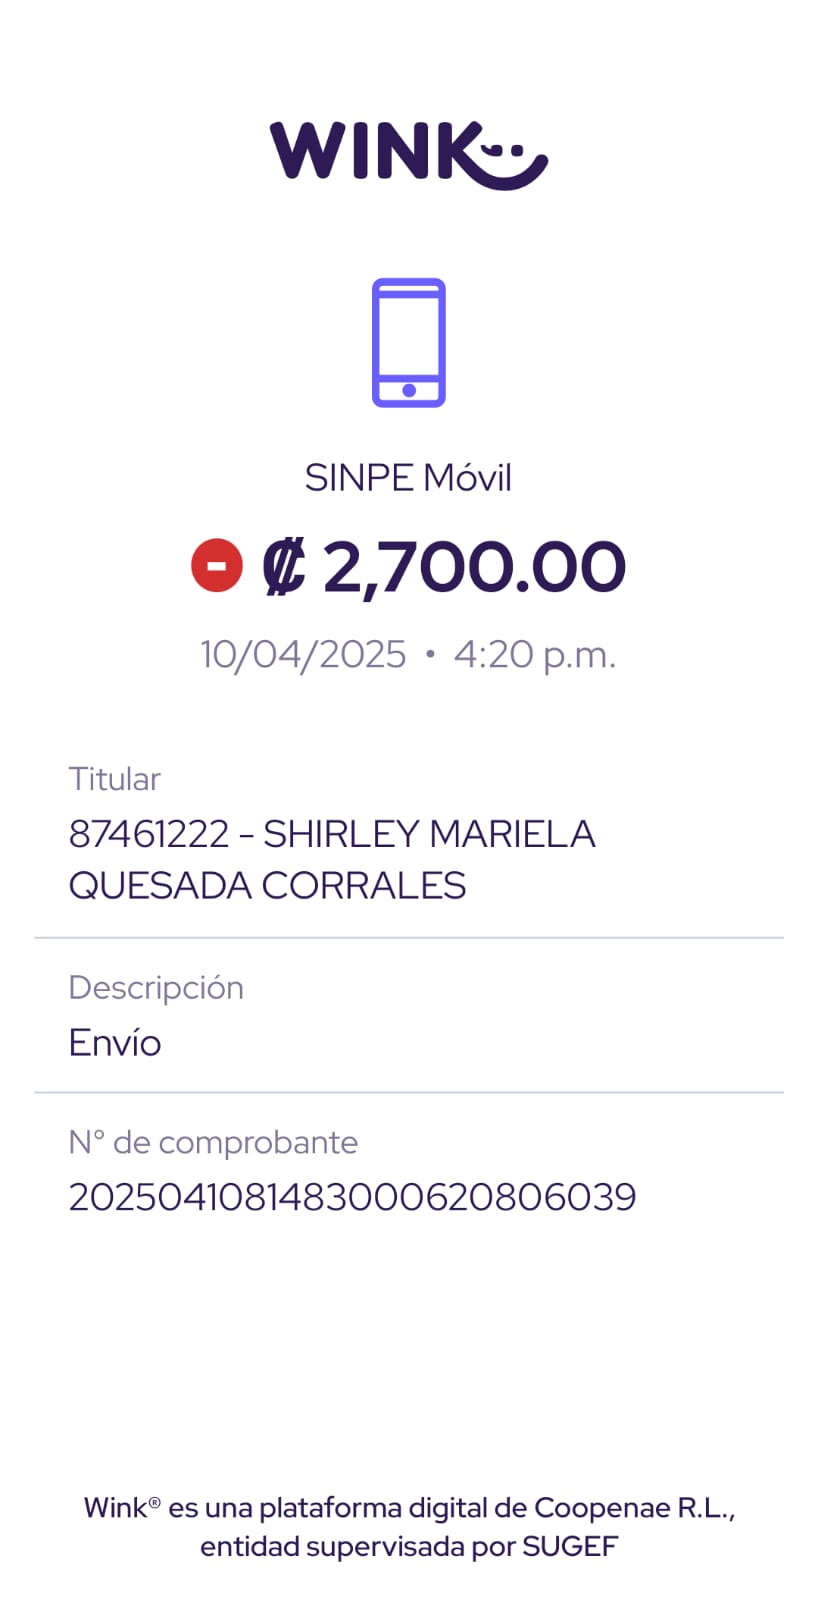 WINK
SINPE Móvil
- ₡ 2,700.00
10/04/2025 • 4:20 p.m.
Titular
87461222 - SHIRLEY MARIELA
QUESADA CORRALES
Descripción
Envío
N° de comprobante
2025041081483000620806039
Wink® es una plataforma digital de Coopenae R.L.,
entidad supervisada por SUGEF